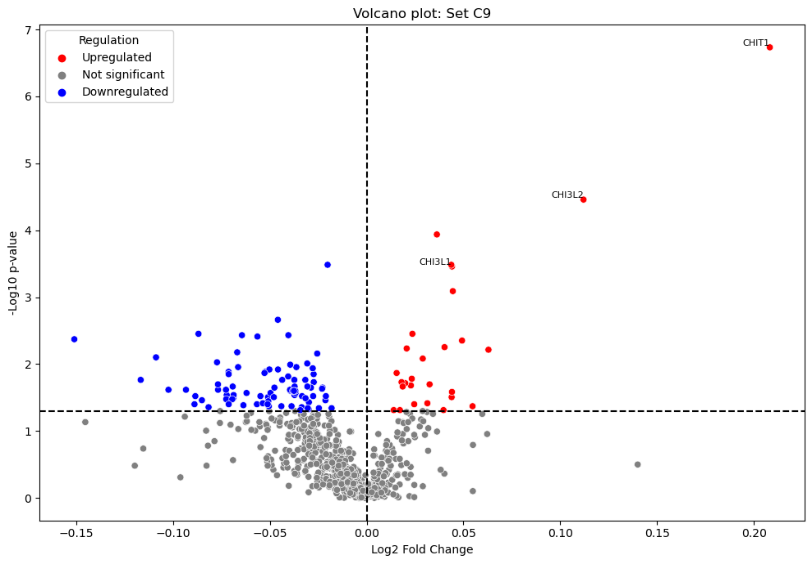 Volcano plot: Set C9
Regulation
Upregulated
Not significant
Downregulated
CHIT1
CHI3L2
CHI3L1
-Log10 p-value
7
6
5
4
3
2
1
0
−0.15 −0.10 −0.05 0.00 0.05 0.10 0.15 0.20
Log2 Fold Change